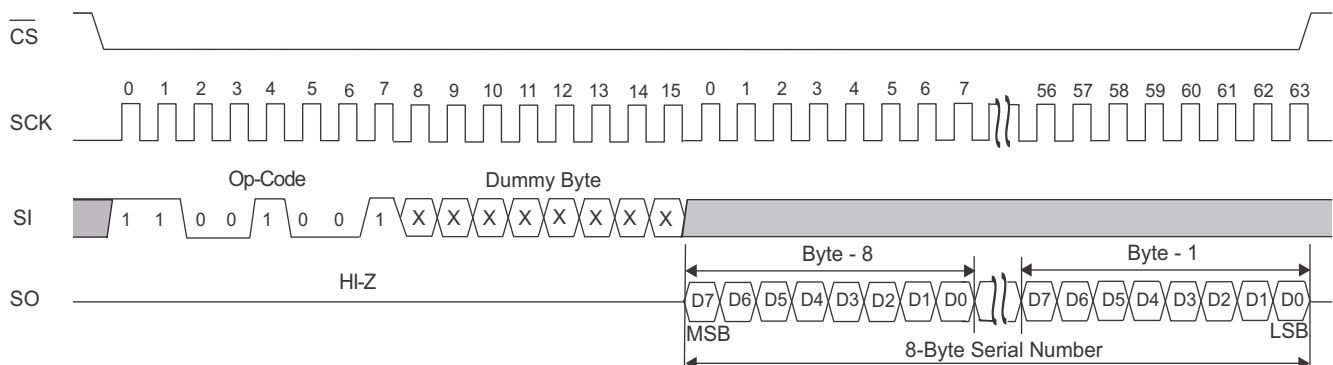 CS
0 1 2 3 4 5 6 7 8 9 10 11 12 13 14 15 0 1 2 3 4 5 6 7 56 57 58 59 60 61 62 63
SCK
Op-Code Dummy Byte
SI 1 1 0 0 1 0 0 1 X X X X X X X X
Byte - 8 Byte - 1
HI-Z
SO D7 D6 D5 D4 D3 D2 D1 D0 D7 D6 D5 D4 D3 D2 D1 D0
MSB LSB
8-Byte Serial Number